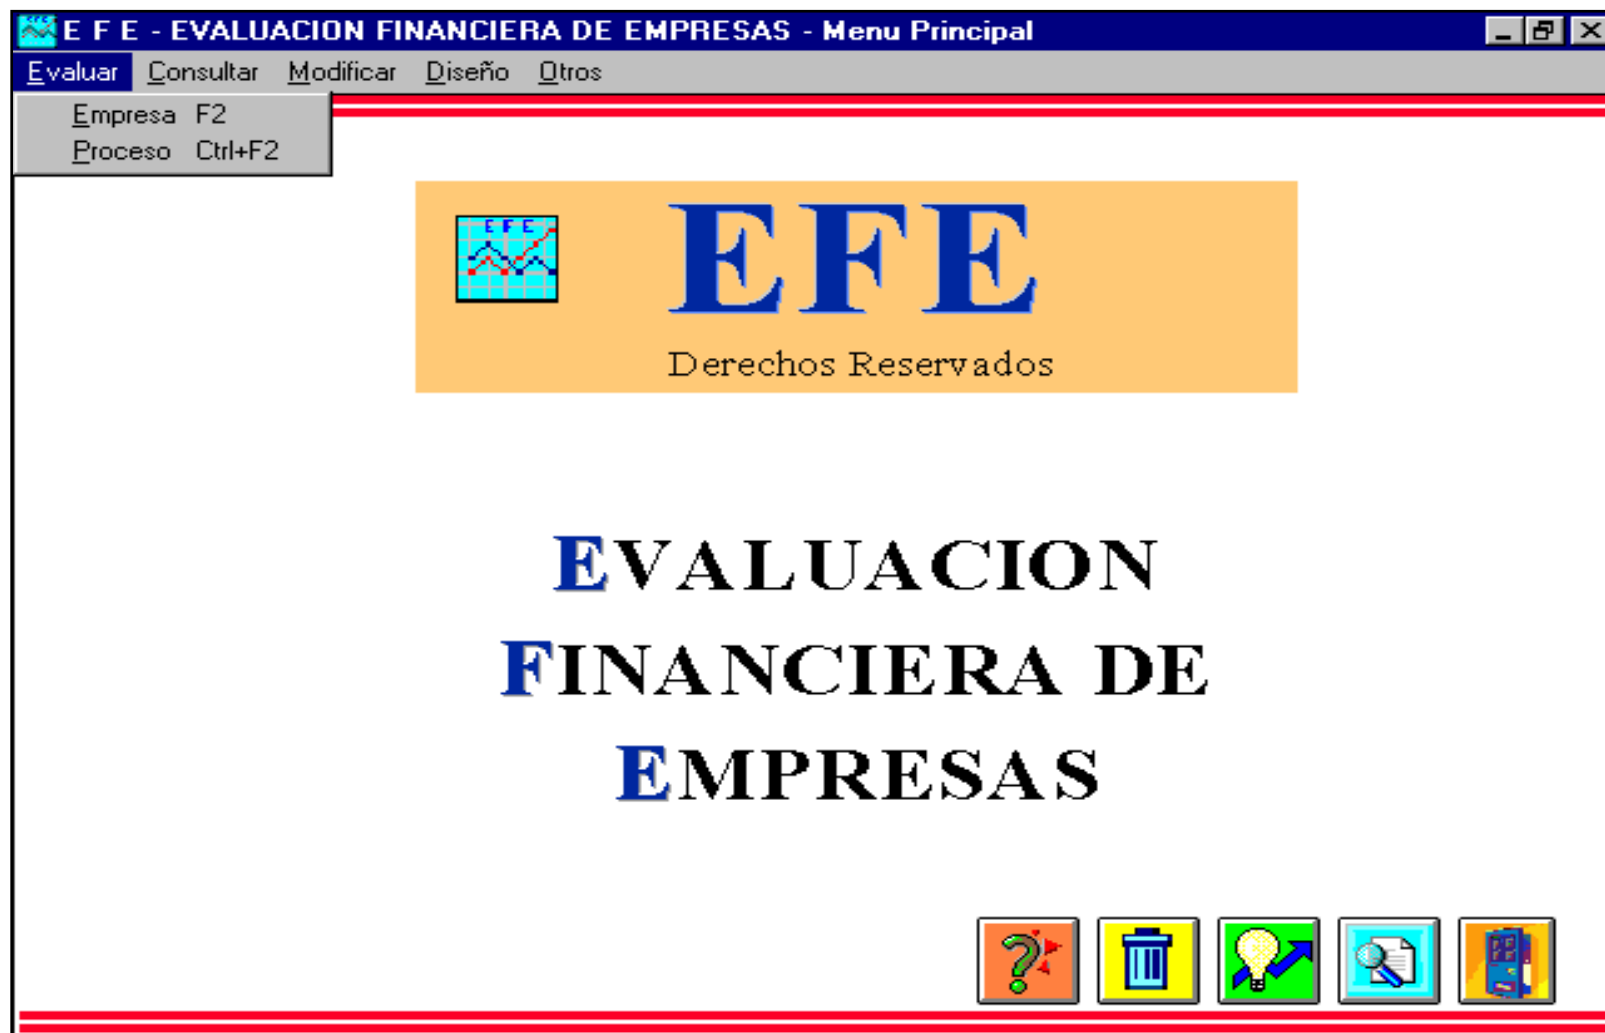 E F E - EVALUACION FINANCIERA DE EMPRESAS - Menu Principal
Evaluar Consultar Modificar Diseño Otros
Empresa F2
Proceso Ctrl+F2
E F E
EFE
Derechos Reservados
EVALUACION
FINANCIERA DE
EMPRESAS